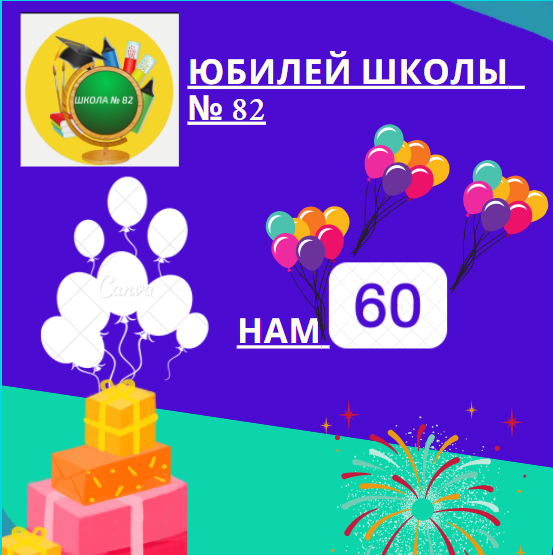 ШКОЛА № 82
ЮБИЛЕЙ ШКОЛЫ
№ 82
Canva
НАМ 60